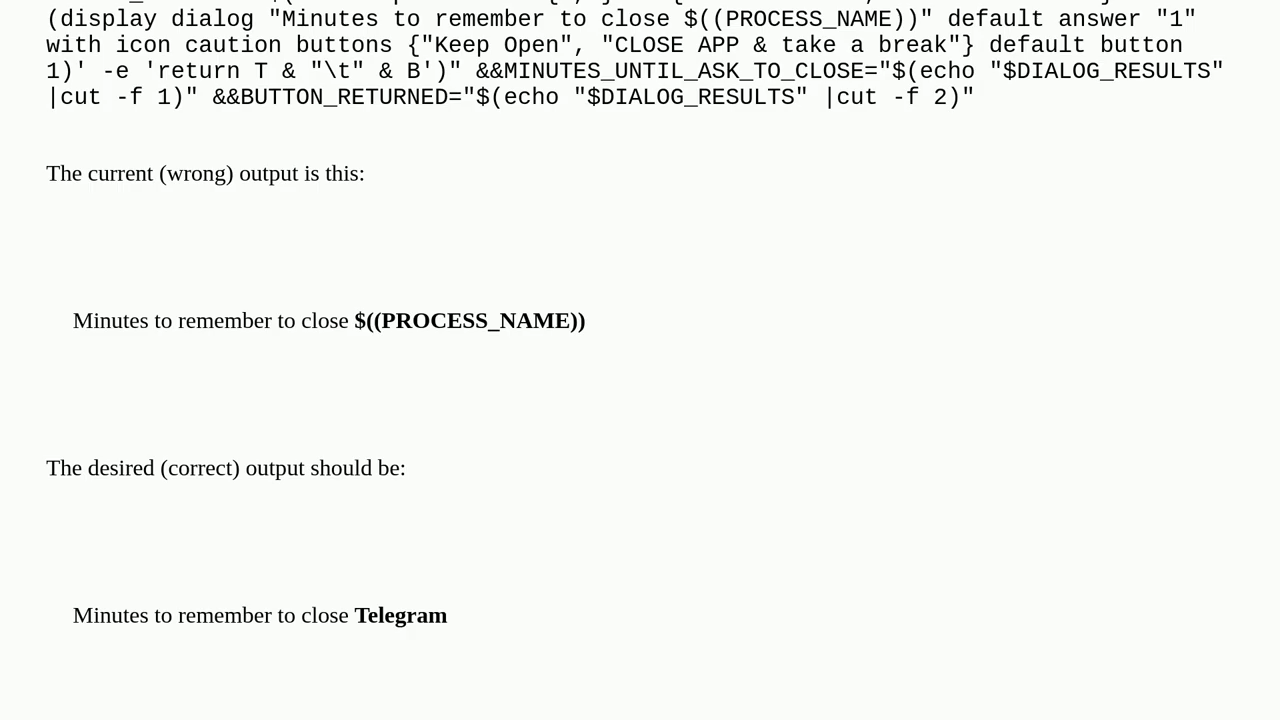 (display dialog "Minutes to remember to close $((PROCESS_NAME))" default answer "1"
with icon caution buttons {"Keep Open", "CLOSE APP & take a break"} default button
1)' -e 'return T & "\t" & B')" &&MINUTES_UNTIL_ASK_TO_CLOSE="$(echo "$DIALOG_RESULTS"
|cut -f 1)" &&BUTTON_RETURNED="$(echo "$DIALOG_RESULTS" |cut -f 2)"
The current (wrong) output is this:
Minutes to remember to close $((PROCESS_NAME))
The desired (correct) output should be:
Minutes to remember to close Telegram